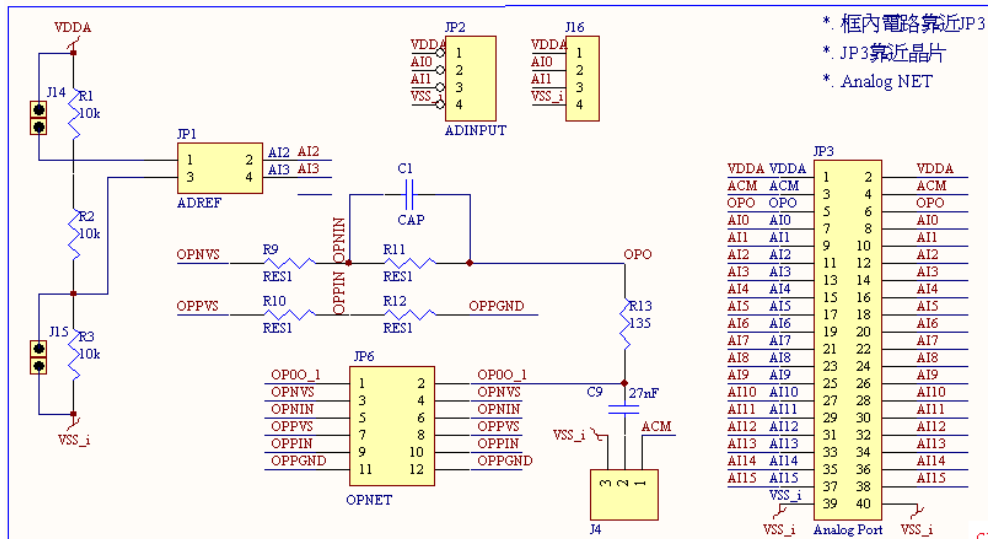 VDDA
J14
R1
10k
JP1
1 2 AI2 AI2
3 4 AI3 AI3
ADREF
R2
10k
J15
R3
10k
VSS_i
JP2
VDDA 1
AI0 2
AI1 3
VSS_i 4
ADINPUT
J16
VDDA 1
AI0 2
AI1 3
VSS_i 4
*. 框內電路靠近JP3
*. JP3靠近晶片
*. Analog NET
C1
CAP
OPNVS
R9
RES1
OPNIN
R11
RES1
OPO
OPPVS
R10
RES1
OPPIN
R12
RES1
OPPGND
R13
135
JP6
OP0O_1 1 2 OP0O_1
OPNVS 3 4 OPNVS
OPNIN 5 6 OPNIN
OPPVS 7 8 OPPVS
OPPIN 9 10 OPPIN
OPPGND 11 12 OPPGND
OPNET
C9
27nF
VSS_i
ACM
3 2 1
J4
JP3
VDDA VDDA 1 2 VDDA
ACM ACM 3 4 ACM
OPO OPO 5 6 OPO
AI0 AI0 7 8 AI0
AI1 AI1 9 10 AI1
AI2 AI2 11 12 AI2
AI3 AI3 13 14 AI3
AI4 AI4 15 16 AI4
AI5 AI5 17 18 AI5
AI6 AI6 19 20 AI6
AI7 AI7 21 22 AI7
AI8 AI8 23 24 AI8
AI9 AI9 25 26 AI9
AI10 AI10 27 28 AI10
AI11 AI11 29 30 AI11
AI12 AI12 31 32 AI12
AI13 AI13 33 34 AI13
AI14 AI14 35 36 AI14
AI15 AI15 37 38 AI15
VSS_i 39 40
VSS_i
Analog Port
VSS_i